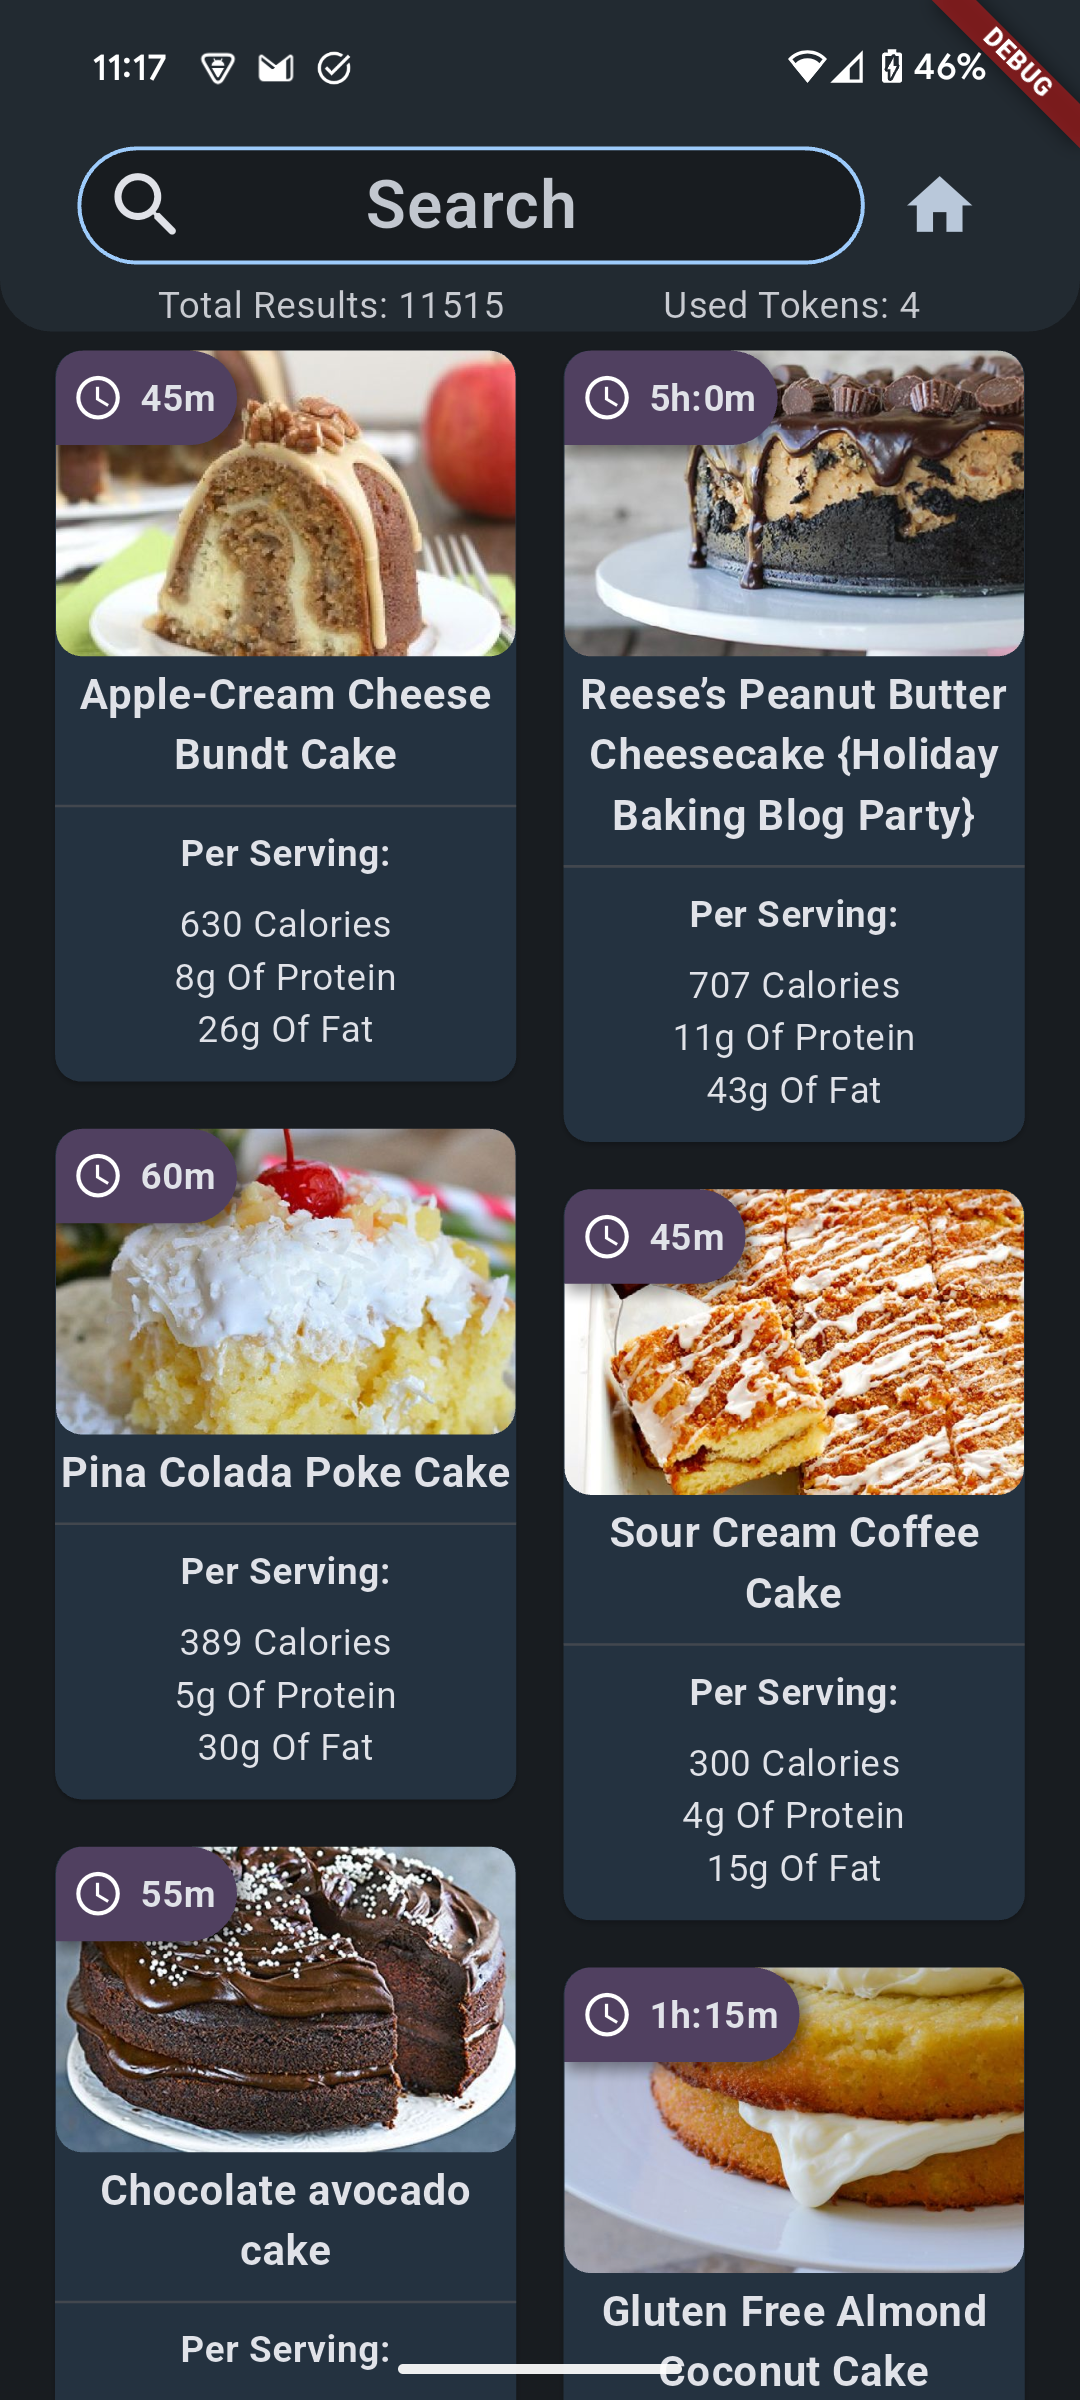 11:17
46%
DEBUG
Search
Total Results: 11515
Used Tokens: 4
45m
Apple-Cream Cheese
Bundt Cake
Per Serving:
630 Calories
8g Of Protein
26g Of Fat
5h:0m
Reese’s Peanut Butter
Cheesecake {Holiday
Baking Blog Party}
Per Serving:
707 Calories
11g Of Protein
43g Of Fat
60m
Pina Colada Poke Cake
Per Serving:
389 Calories
5g Of Protein
30g Of Fat
45m
Sour Cream Coffee
Cake
Per Serving:
300 Calories
4g Of Protein
15g Of Fat
55m
Chocolate avocado
cake
Per Serving:
1h:15m
Gluten Free Almond
Coconut Cake